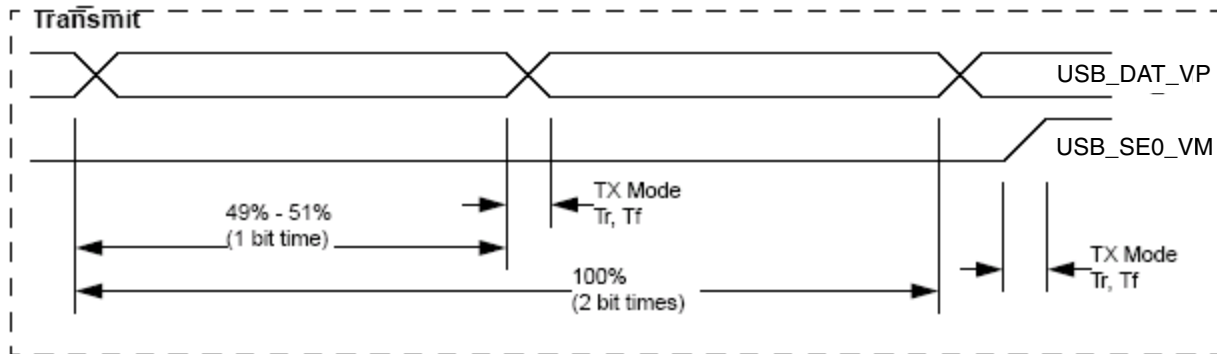 Transmit
USB_DAT_VP
USB_SE0_VM
TX Mode
Tr, Tf
49% - 51%
(1 bit time)
TX Mode
Tr, Tf
100%
(2 bit times)